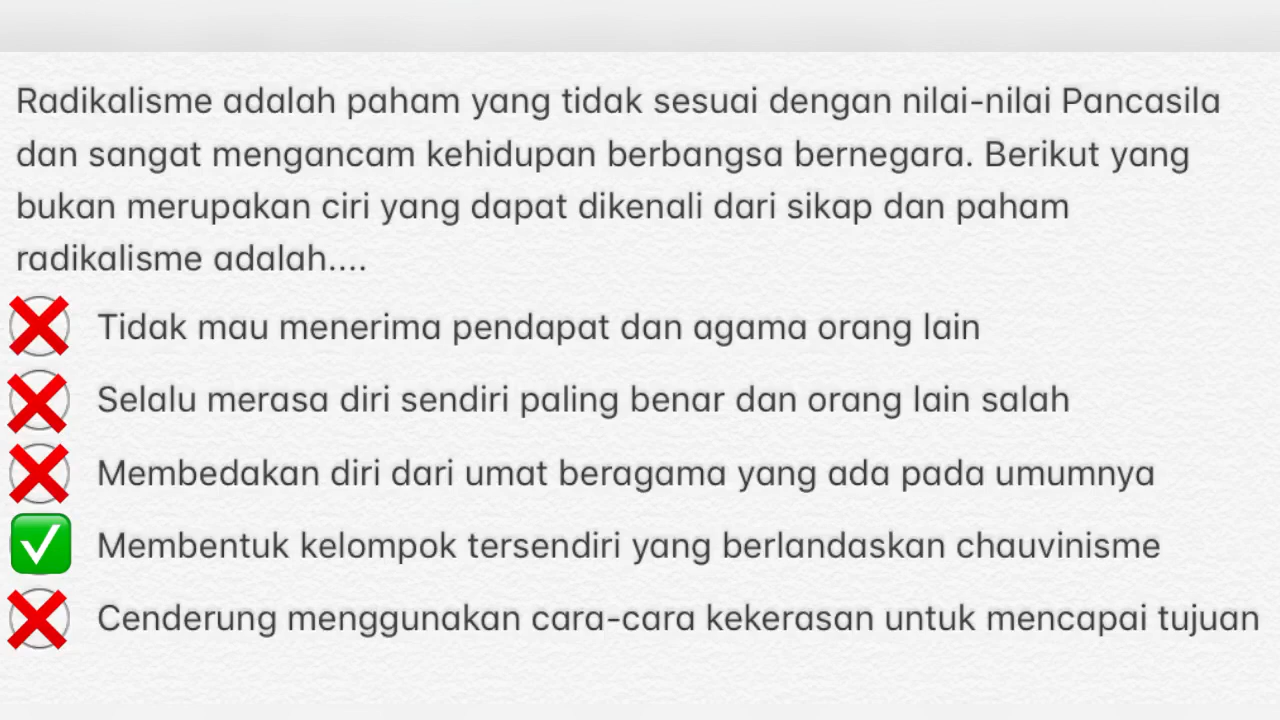 Radikalisme adalah paham yang tidak sesuai dengan nilai-nilai Pancasila
dan sangat mengancam kehidupan berbangsa bernegara. Berikut yang
bukan merupakan ciri yang dapat dikenali dari sikap dan paham
radikalisme adalah....
Tidak mau menerima pendapat dan agama orang lain
Selalu merasa diri sendiri paling benar dan orang lain salah
Membedakan diri dari umat beragama yang ada pada umumnya
Membentuk kelompok tersendiri yang berlandaskan chauvinisme
Cenderung menggunakan cara-cara kekerasan untuk mencapai tujuan